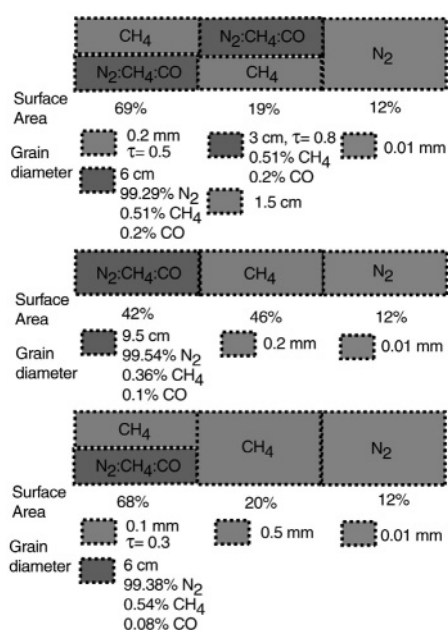 CH₄ N₂:CH₄:CO N₂
N₂:CH₄:CO CH₄
Surface Area 69% 19% 12%
Grain diameter
0.2 mm
τ= 0.5
6 cm
99.29% N₂
0.51% CH₄
0.2% CO
3 cm, τ= 0.8
0.51% CH₄
0.2% CO
1.5 cm
0.01 mm
N₂:CH₄:CO CH₄ N₂
Surface Area 42% 46% 12%
Grain diameter
9.5 cm
99.54% N₂
0.36% CH₄
0.1% CO
0.2 mm
0.01 mm
CH₄ CH₄ N₂
N₂:CH₄:CO
Surface Area 68% 20% 12%
Grain diameter
0.1 mm
τ= 0.3
6 cm
99.38% N₂
0.54% CH₄
0.08% CO
0.5 mm
0.01 mm